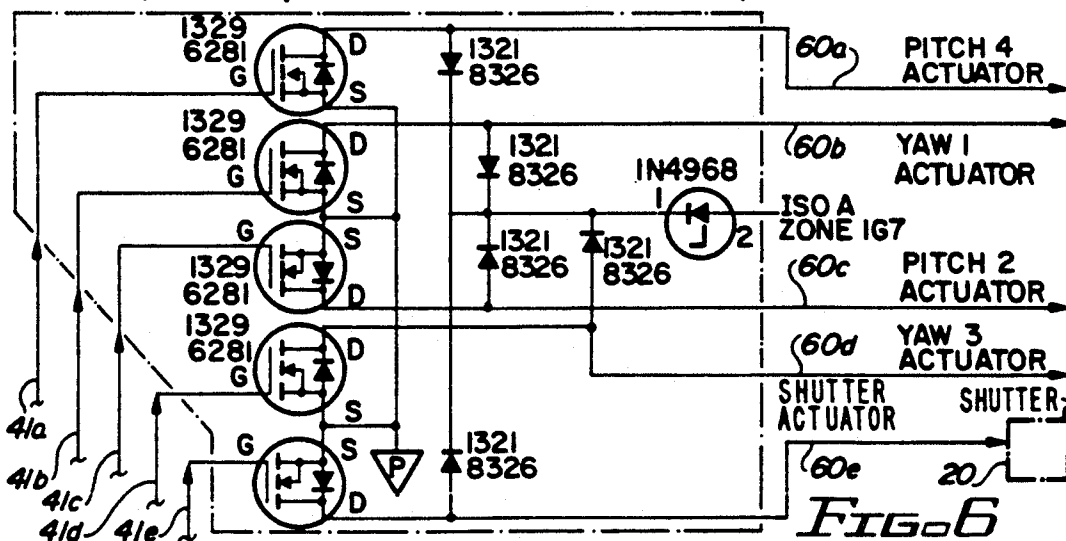 1329
6281
G
D
S
1321
8326
60a
PITCH 4
ACTUATOR
1329
6281
G
D
S
1321
8326
60b
YAW 1
ACTUATOR
1N4968
1
2
ISO A
ZONE 1G7
G
S
1329
6281
D
1321
8326
1321
8326
60c
PITCH 2
ACTUATOR
1329
6281
G
D
S
60d
YAW 3
ACTUATOR
SHUTTER
ACTUATOR
SHUTTER
G
S
D
P
1321
8326
60e
20
41a
41b
41c
41d
41e
FIG. 6